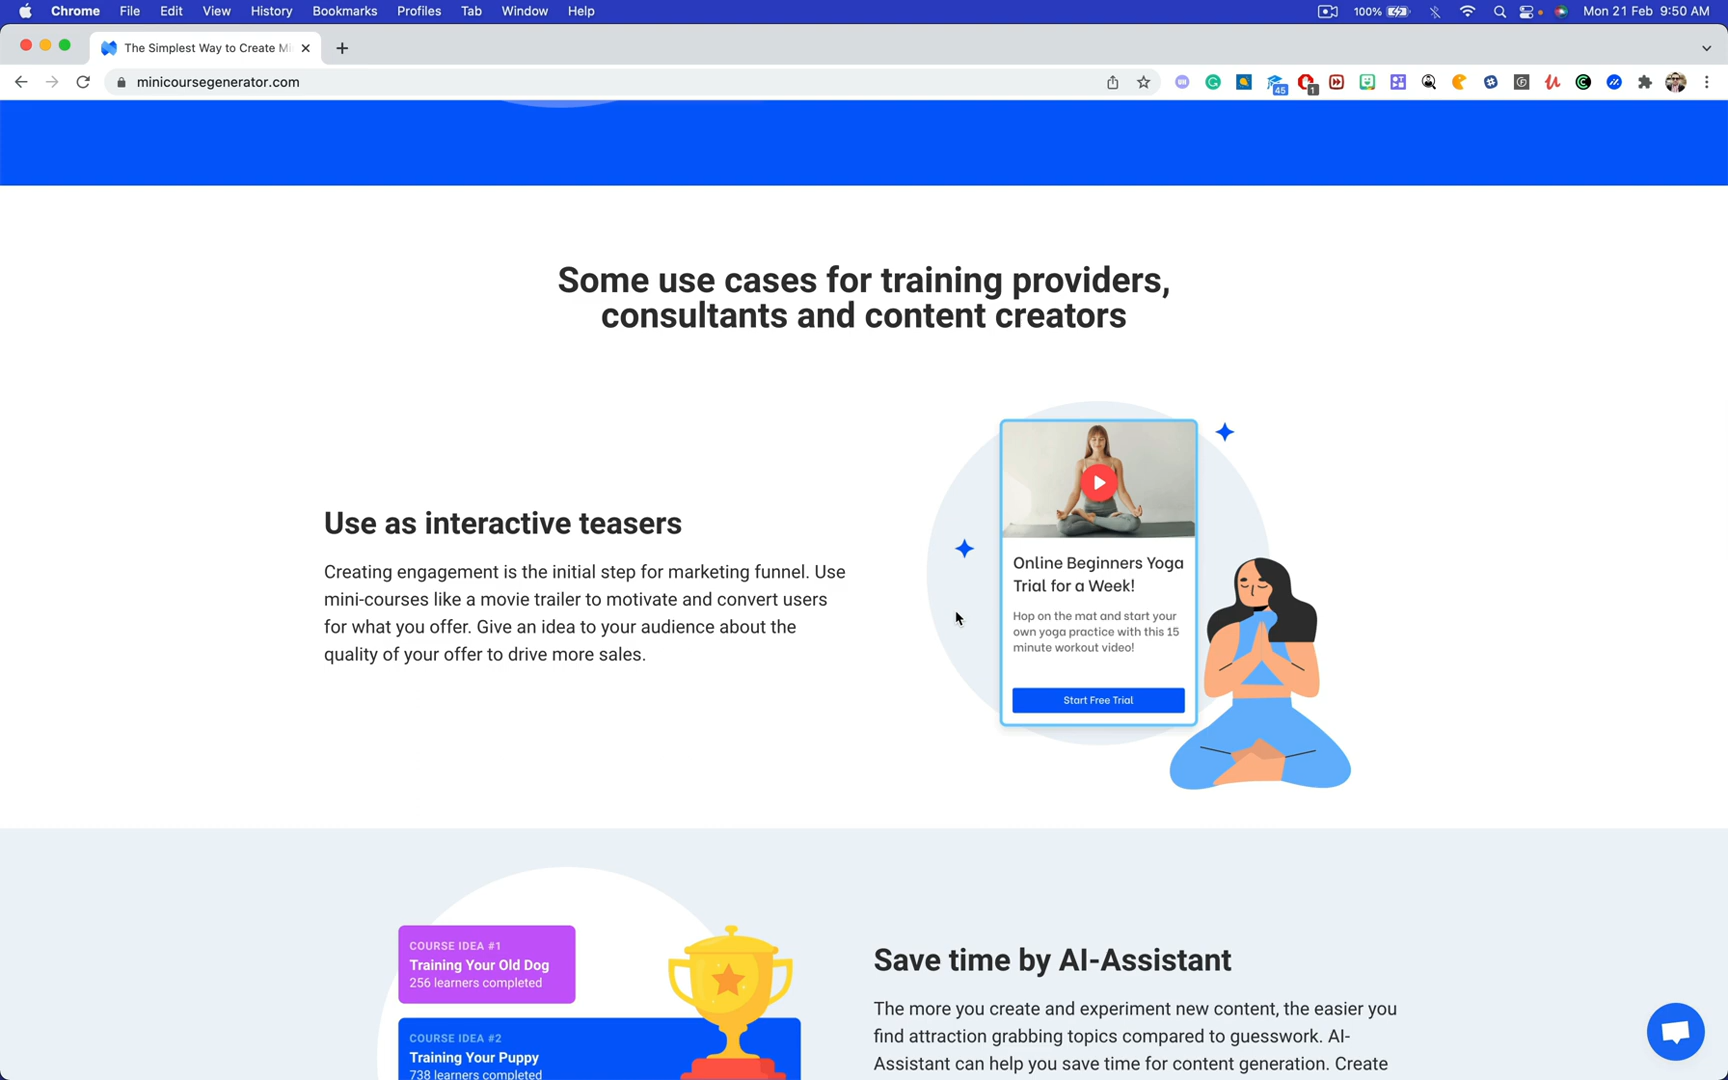 Chrome File Edit View History Bookmarks Profiles Tab Window Help 100% Mon 21 Feb 9:50 AM
The Simplest Way to Create Mi
minicoursegenerator.com
45
1
Some use cases for training providers,
consultants and content creators
Use as interactive teasers
Creating engagement is the initial step for marketing funnel. Use
mini-courses like a movie trailer to motivate and convert users
for what you offer. Give an idea to your audience about the
quality of your offer to drive more sales.
Online Beginners Yoga
Trial for a Week!
Hop on the mat and start your
own yoga practice with this 15
minute workout video!
Start Free Trial
COURSE IDEA #1
Training Your Old Dog
256 learners completed
COURSE IDEA #2
Training Your Puppy
738 learners completed
Save time by AI-Assistant
The more you create and experiment new content, the easier you
find attraction grabbing topics compared to guesswork. AI-
Assistant can help you save time for content generation. Create